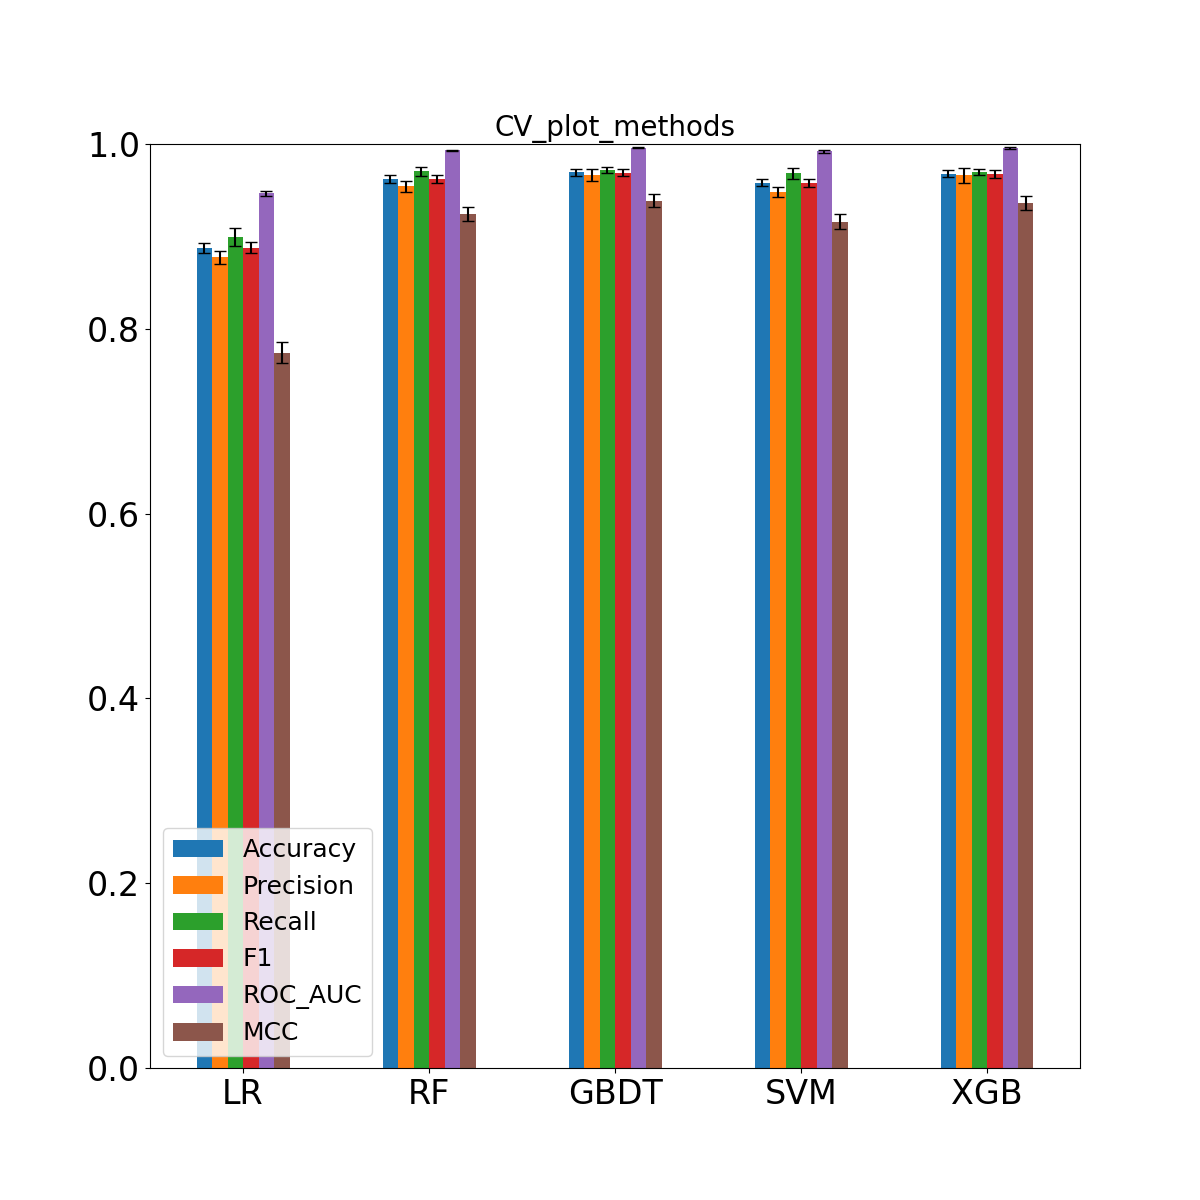 CV_plot_methods
1.0
0.8
0.6
0.4
0.2
0.0
Accuracy
Precision
Recall
F1
ROC_AUC
MCC
LR RF GBDT SVM XGB